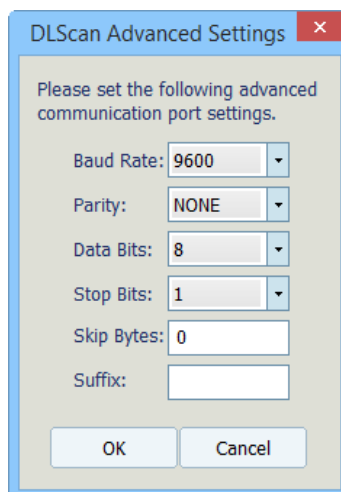 DLScan Advanced Settings
Please set the following advanced
communication port settings.
Baud Rate: 9600
Parity: NONE
Data Bits: 8
Stop Bits: 1
Skip Bytes: 0
Suffix:
OK Cancel